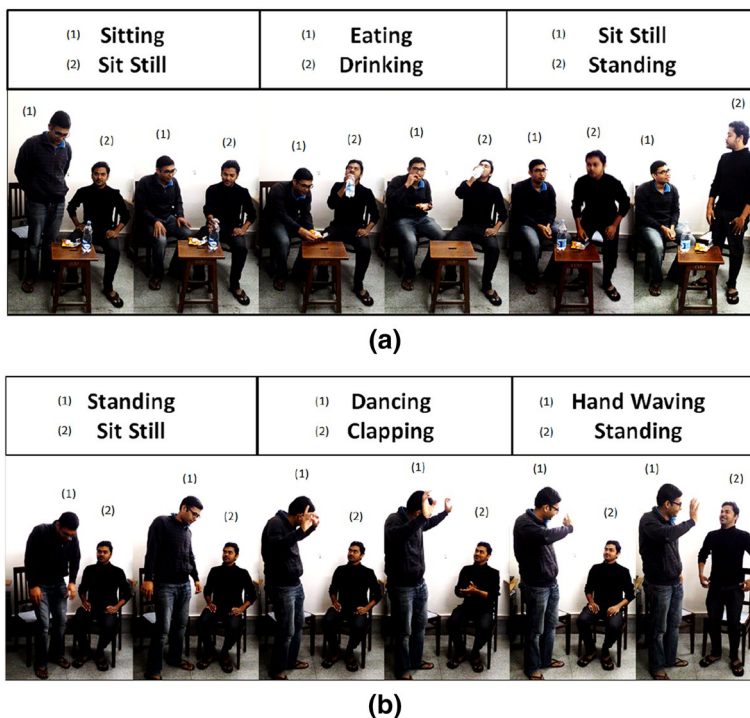 (1) Sitting
(2) Sit Still
(1) Eating
(2) Drinking
(1) Sit Still
(2) Standing
(1) (2) (1) (2) (1) (2) (1) (2) (1) (2) (1) (2)
(a)
(1) Standing
(2) Sit Still
(1) Dancing
(2) Clapping
(1) Hand Waving
(2) Standing
(1) (2) (1) (2) (1) (2) (1) (2) (1) (2) (1) (2)
(b)